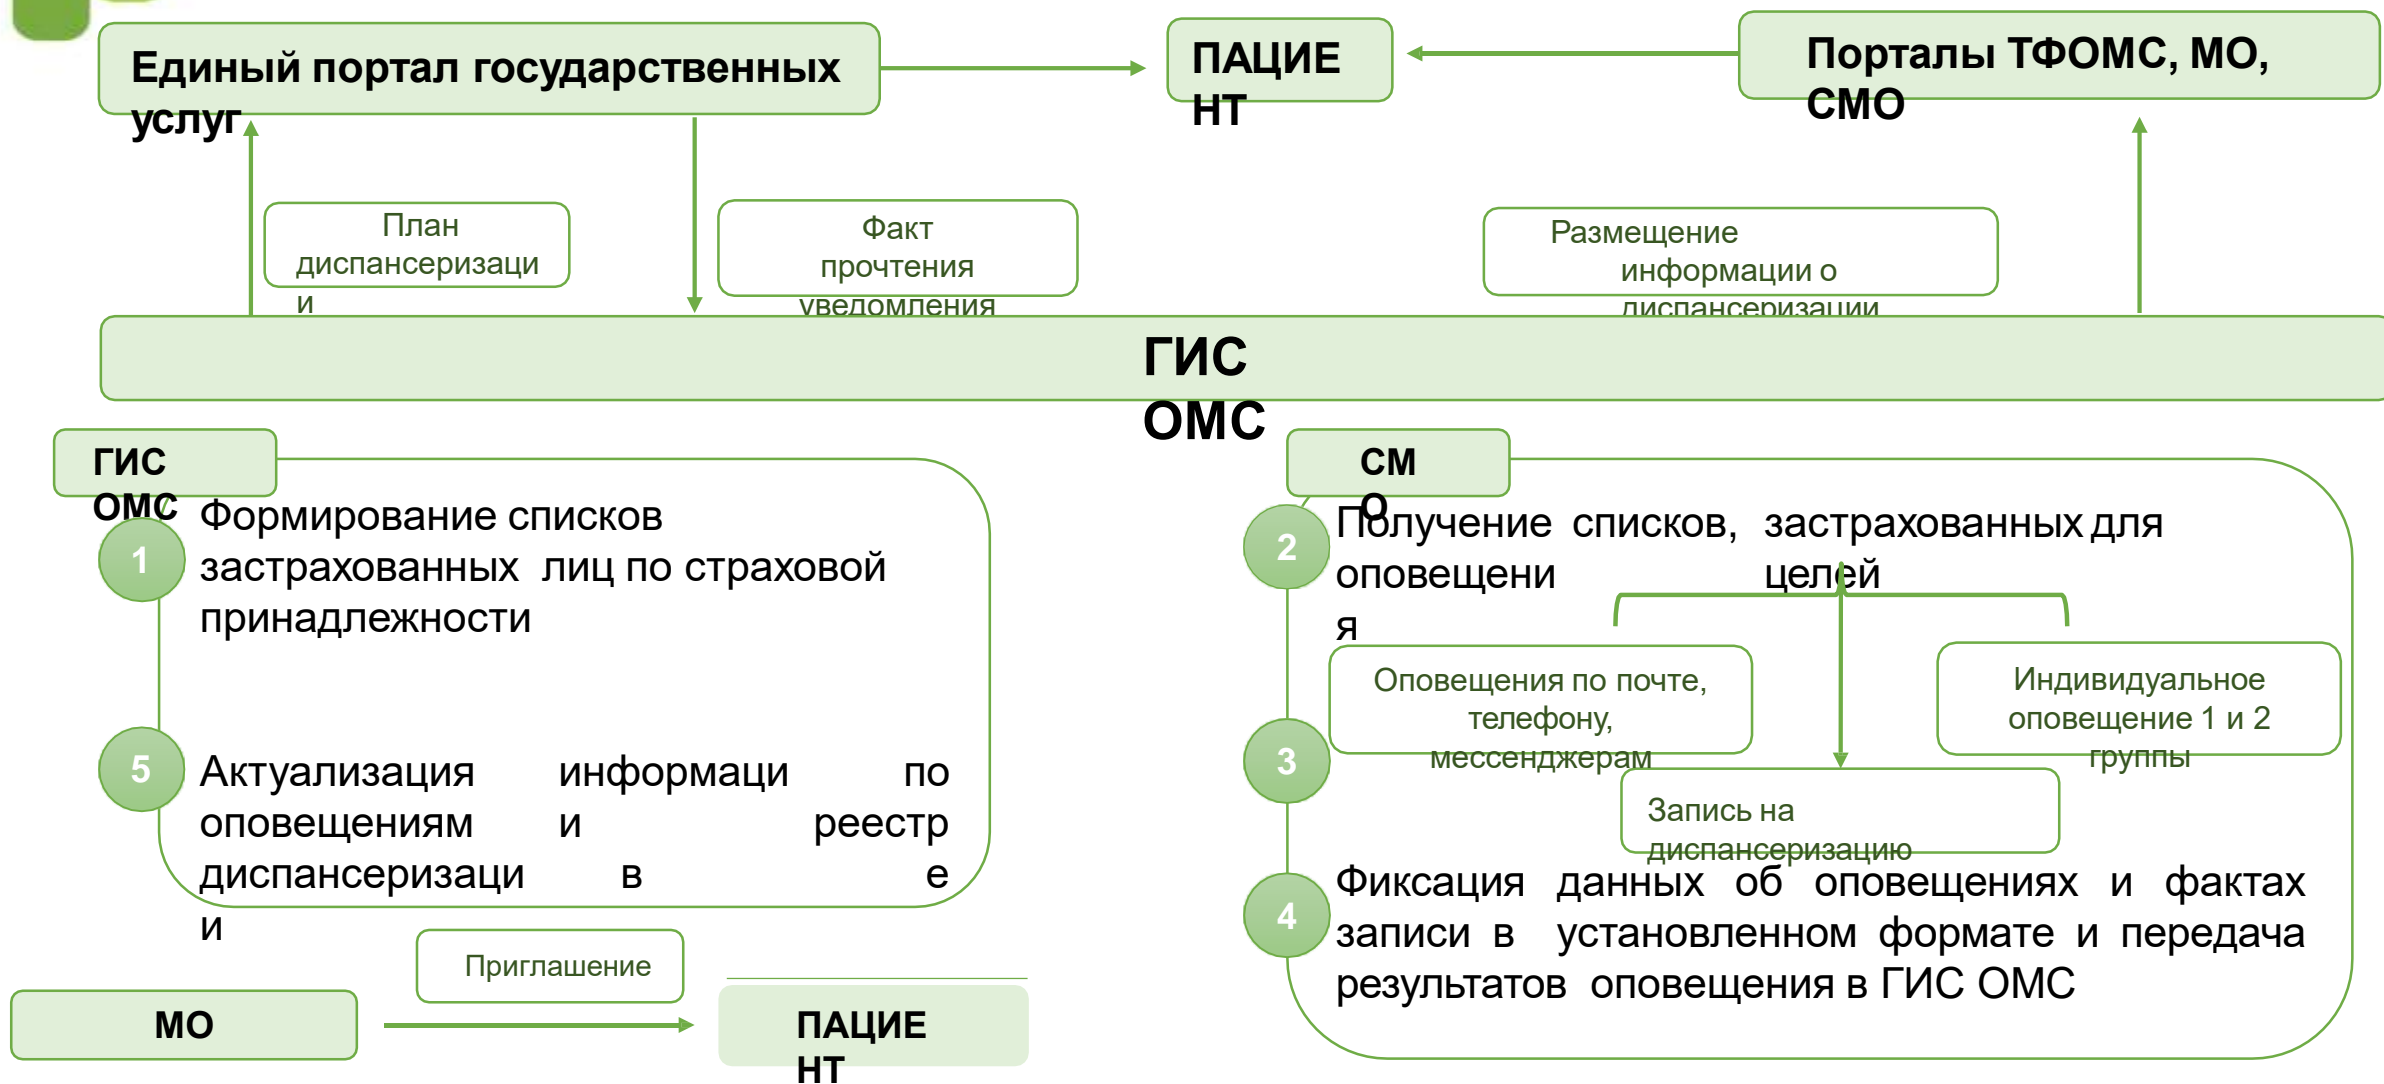 Единый портал государственных
услуг
ПАЦИЕ
НТ
Порталы ТФОМС, МО,
СМО
План
диспансеризаци
и
Факт
прочтения
уведомления
Размещение
информации о
диспансеризации
ГИС
ОМС
ГИС
ОМС
1
Формирование списков
застрахованных лиц по страховой
принадлежности
5
Актуализация информаци по
оповещениям и реестр
диспансеризаци в е
и
СМ
О
2
Получение списков, застрахованных для
оповещени целей
я
3
Оповещения по почте,
телефону,
мессенджерам
Индивидуальное
оповещение 1 и 2
группы
Запись на
диспансеризацию
4
Фиксация данных об оповещениях и фактах
записи в установленном формате и передача
результатов оповещения в ГИС ОМС
Приглашение
МО
ПАЦИЕ
НТ